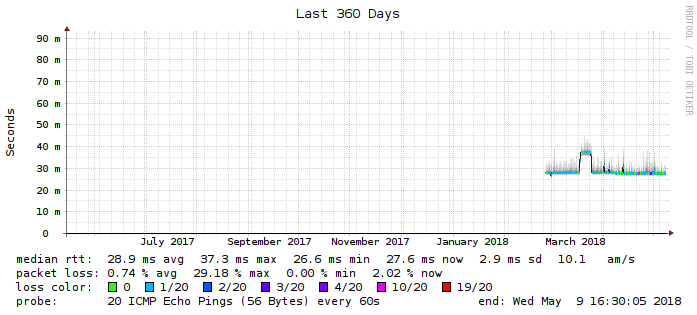 Last 360 Days
RRDTOOL / TOBI OETIKER
Seconds
90 m
80 m
70 m
60 m
50 m
40 m
30 m
20 m
10 m
0
July 2017 September 2017 November 2017 January 2018 March 2018
median rtt: 28.9 ms avg 37.3 ms max 26.6 ms min 27.6 ms now 2.9 ms sd 10.1 am/s
packet loss: 0.74 % avg 29.18 % max 0.00 % min 2.02 % now
loss color: 0 1/20 2/20 3/20 4/20 10/20 19/20
probe: 20 ICMP Echo Pings (56 Bytes) every 60s end: Wed May 9 16:30:05 2018